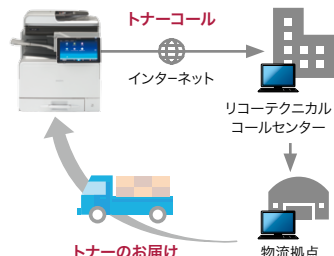 トナーコール
インターネット
リコーテクニカル
コールセンター
トナーのお届け
物流拠点